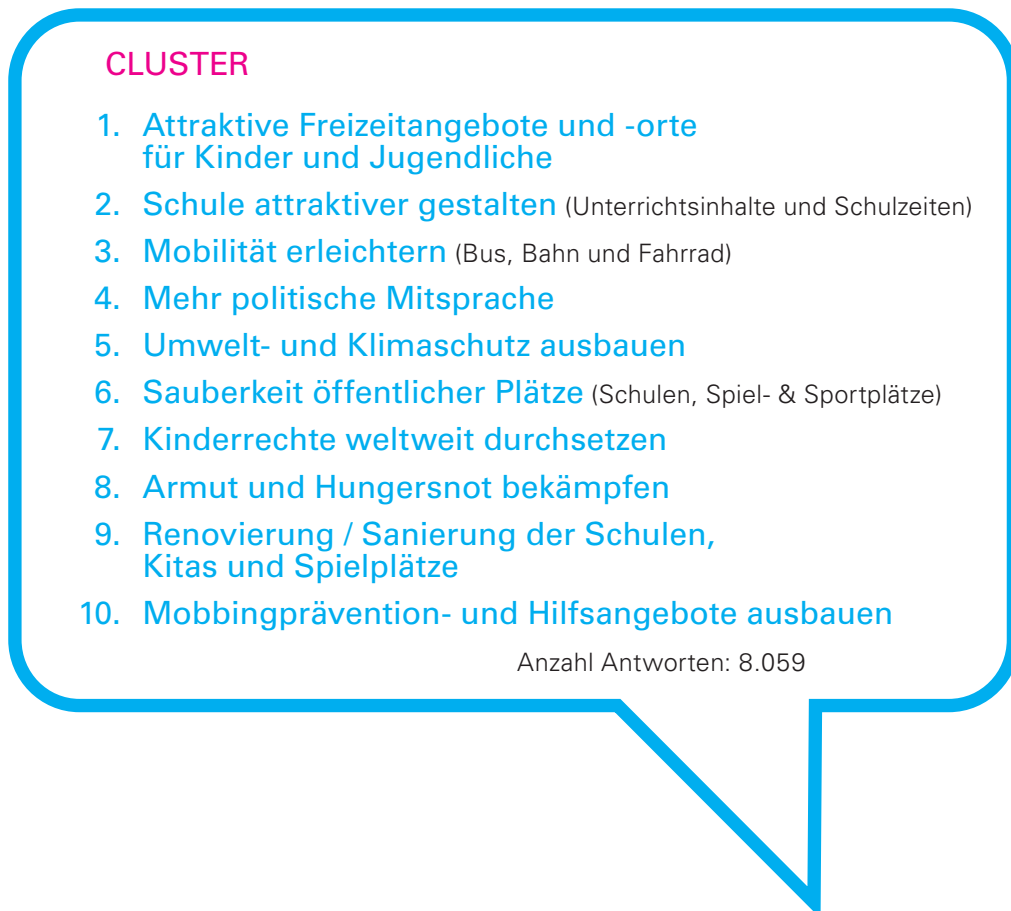 CLUSTER
1. Attraktive Freizeitangebote und -orte
für Kinder und Jugendliche
2. Schule attraktiver gestalten (Unterrichtsinhalte und Schulzeiten)
3. Mobilität erleichtern (Bus, Bahn und Fahrrad)
4. Mehr politische Mitsprache
5. Umwelt- und Klimaschutz ausbauen
6. Sauberkeit öffentlicher Plätze (Schulen, Spiel- & Sportplätze)
7. Kinderrechte weltweit durchsetzen
8. Armut und Hungersnot bekämpfen
9. Renovierung / Sanierung der Schulen,
Kitas und Spielplätze
10. Mobbingprävention- und Hilfsangebote ausbauen
Anzahl Antworten: 8.059